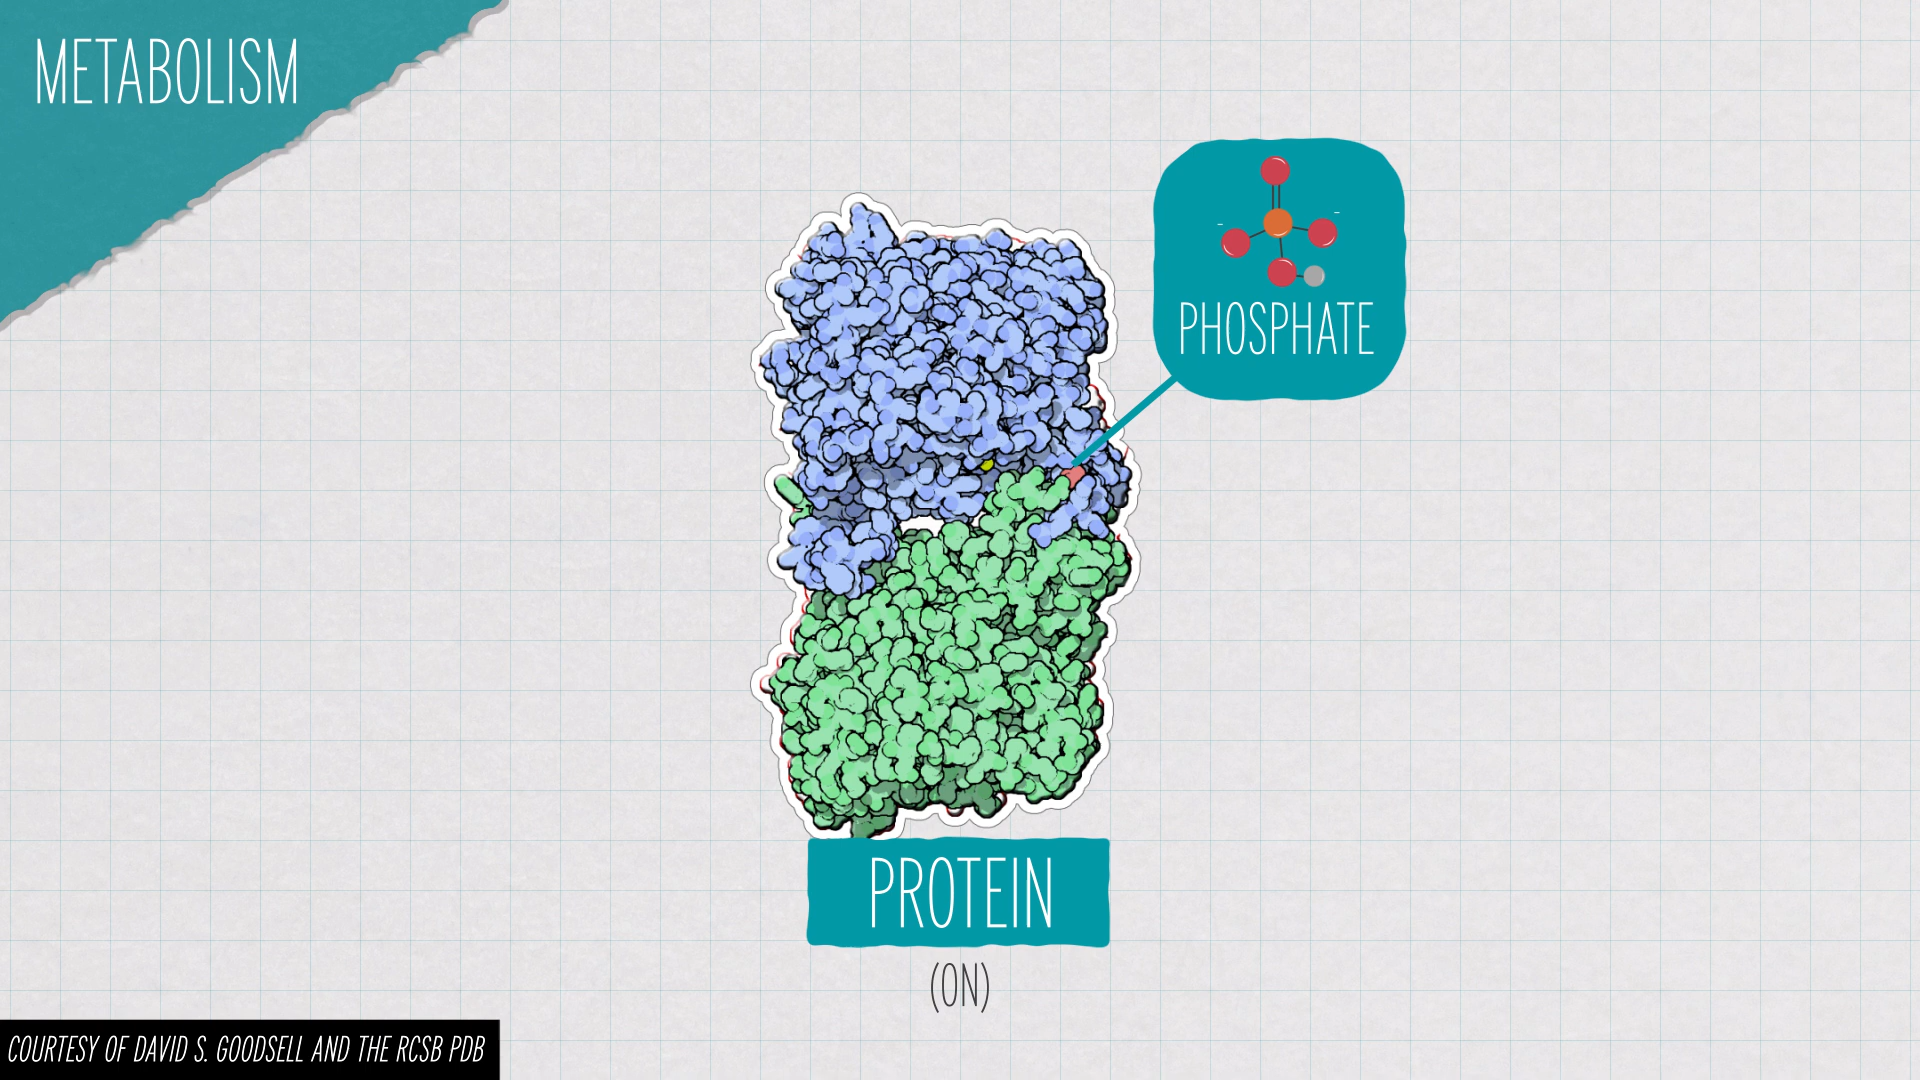 METABOLISM
PHOSPHATE
PROTEIN
(ON)
COURTESY OF DAVID S. GOODSELL AND THE RCSB PDB